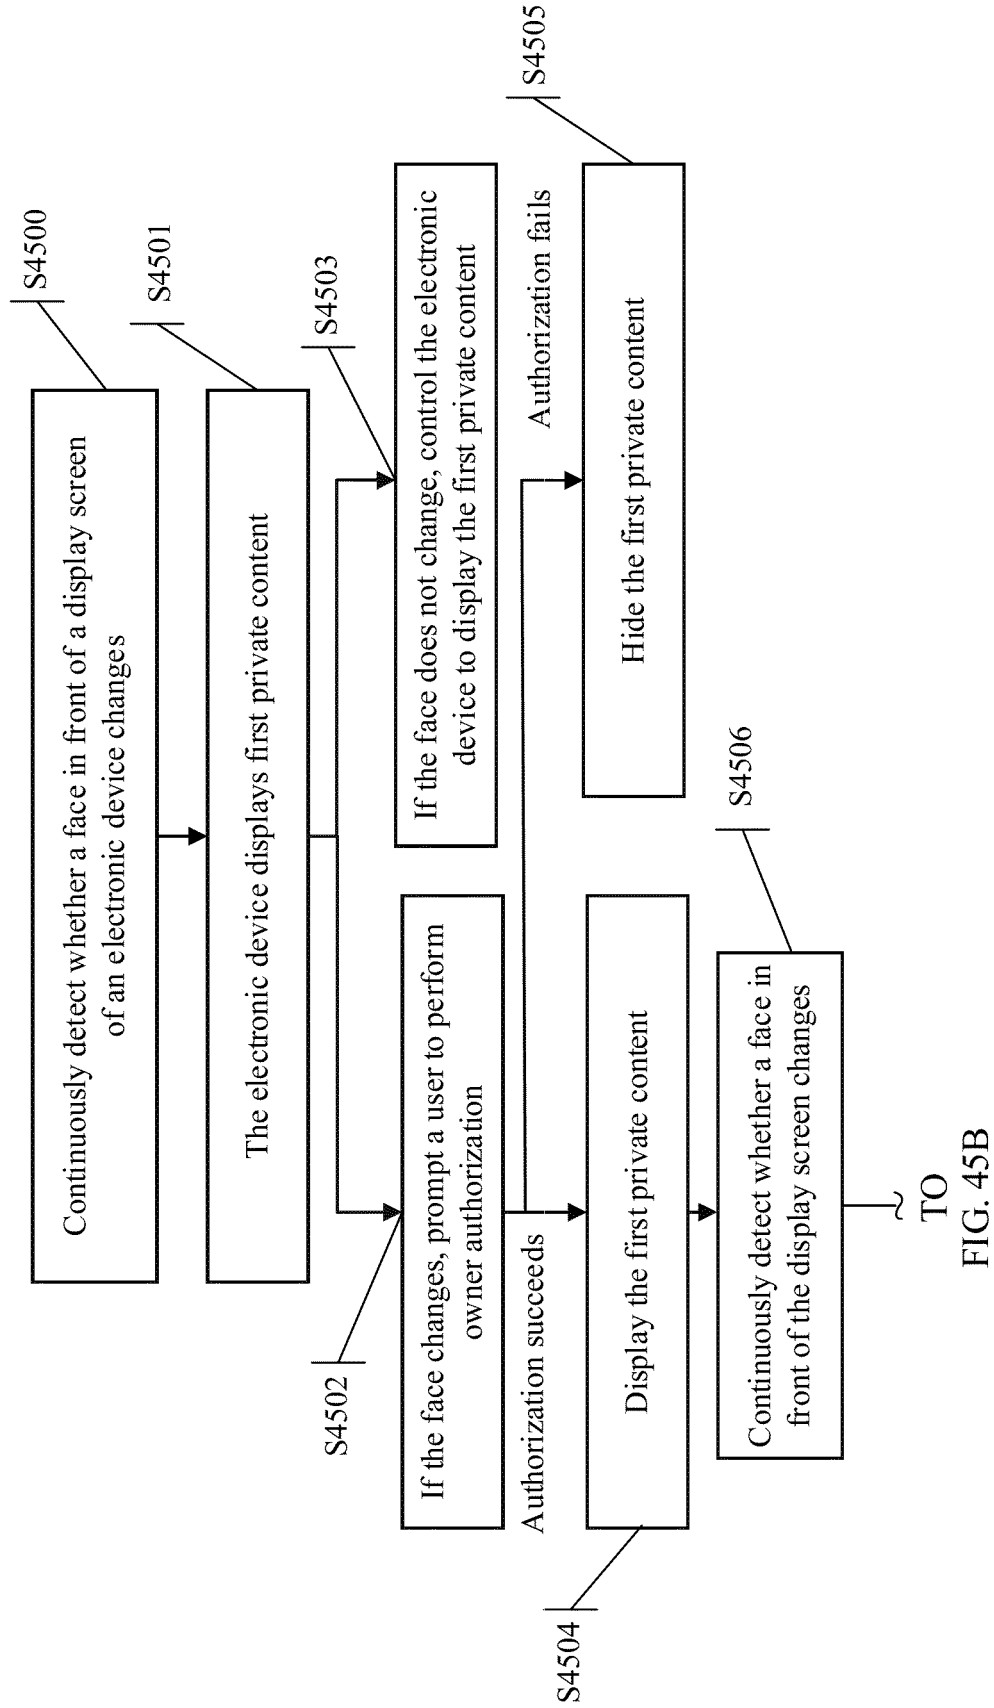 S4500
Continuously detect whether a face in front of a display screen
of an electronic device changes
S4501
The electronic device displays first private content
S4502
If the face changes, prompt a user to perform
owner authorization
S4503
If the face does not change, control the electronic
device to display the first private content
Authorization succeeds
Authorization fails
S4504
Display the first private content
S4505
Hide the first private content
S4506
Continuously detect whether a face in
front of the display screen changes
TO
FIG. 45B